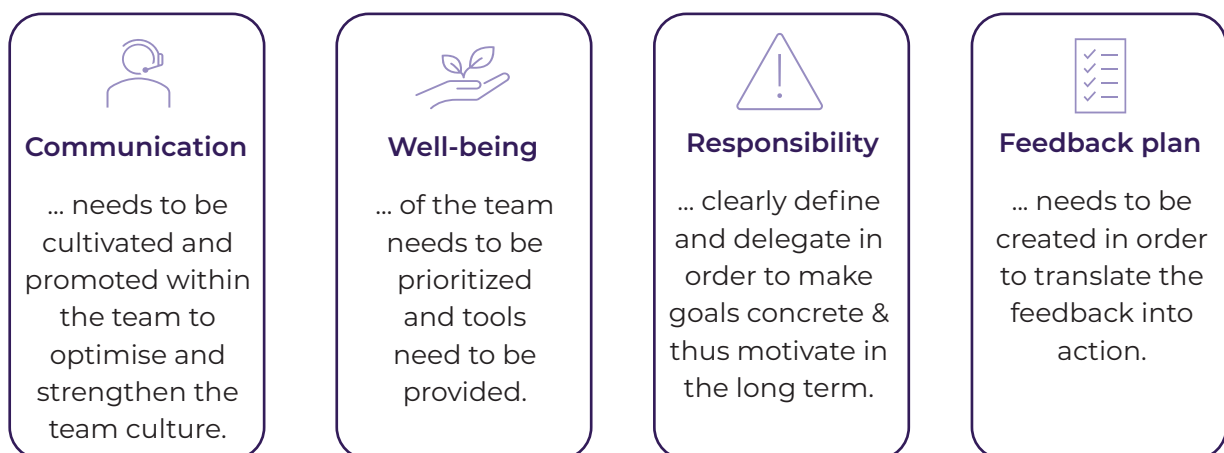 Communication
... needs to be
cultivated and
promoted within
the team to
optimise and
strengthen the
team culture.
Well-being
... of the team
needs to be
prioritized
and tools
need to be
provided.
Responsibility
... clearly define
and delegate in
order to make
goals concrete &
thus motivate in
the long term.
Feedback plan
... needs to be
created in order
to translate the
feedback into
action.